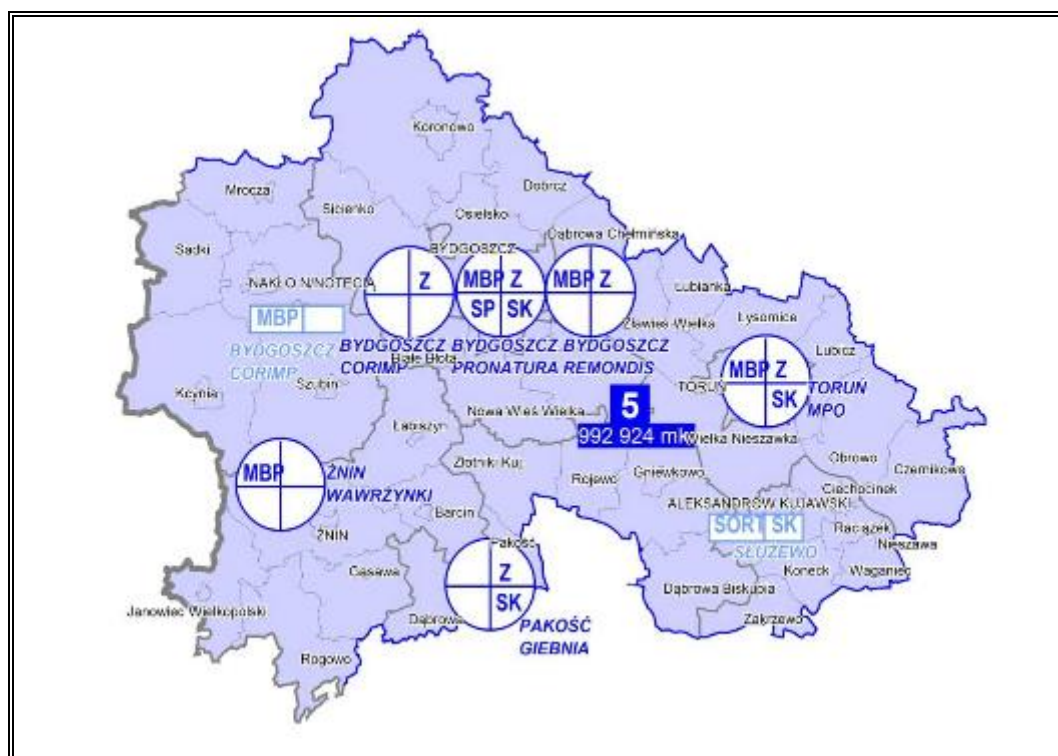 Koronowo
Mrocza
Dobrcz
Sicienko
Osielsko
Sadki
BYDGOSZCZ
Dąbrowa Chełmińska
NAKŁO N/NOTECIĄ
Z
MBP Z
SP SK
MBP Z
Łubianka
MBP
Zławieś Wielka
Łysomice
BYDGOSZCZ
CORIMP
BYDGOSZCZ
CORIMP
BYDGOSZCZ
PRONATURA
BYDGOSZCZ
REMONDIS
Białe Błota
Lubicz
MBP Z
SK
TORUŃ
TORUŃ
MPO
Kcynia
Szubin
5
992 924 mk
Nowa Wieś Wielka
Łabiszyn
Wielka Nieszawka
Obrowo
Złotniki Kuj
Czernikowo
MBP
ŻNIN
WAWRZYNKI
Rojewo
Gniewkowo
Ciechocinek
ALEKSANDRÓW KUJAWSKI
Barcin
SORT SK
SŁUŻEWO
Raciążek
Nieszawa
ŻNIN
Pakość
Z
SK
PAKOŚĆ
GIEBNIA
Gąsawa
Koneck
Waganiec
Dąbrowa Biskupia
Janowiec Wielkopolski
Dąbrowa
Zakrzewo
Rogowo